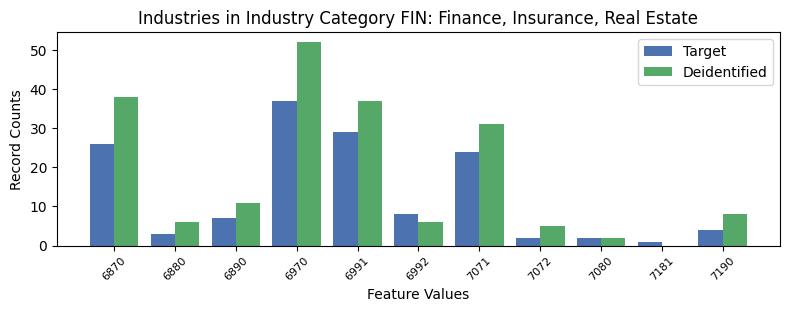 Industries in Industry Category FIN: Finance, Insurance, Real Estate
Target
Deidentified
Record Counts
50
40
30
20
10
0
6870 6880 6890 6970 6991 6992 7071 7072 7080 7181 7190
Feature Values